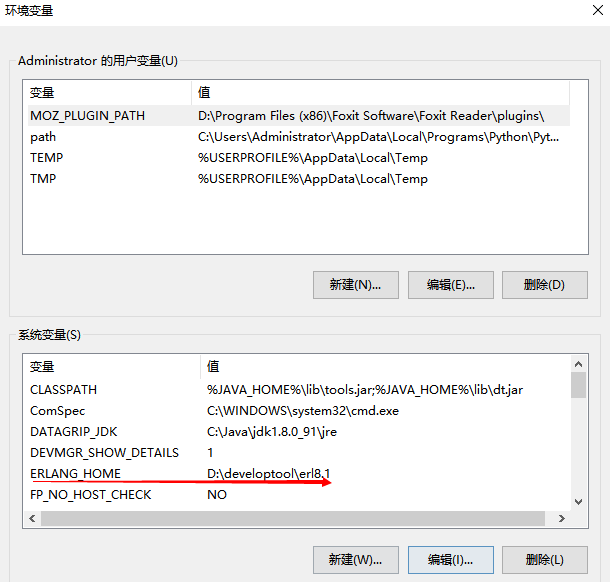 环境变量
Administrator 的用户变量(U)
变量 值
MOZ_PLUGIN_PATH D:\Program Files (x86)\Foxit Software\Foxit Reader\plugins\
path C:\Users\Administrator\AppData\Local\Programs\Python\Pyt...
TEMP %USERPROFILE%\AppData\Local\Temp
TMP %USERPROFILE%\AppData\Local\Temp
新建(N)... 编辑(E)... 删除(D)
系统变量(S)
变量 值
CLASSPATH %JAVA_HOME%\lib\tools.jar;%JAVA_HOME%\lib\dt.jar
ComSpec C:\WINDOWS\system32\cmd.exe
DATAGRIP_JDK C:\Java\jdk1.8.0_91\jre
DEVMGR_SHOW_DETAILS 1
ERLANG_HOME D:\developtool\erl8.1
FP_NO_HOST_CHECK NO
新建(W)... 编辑(I)... 删除(L)